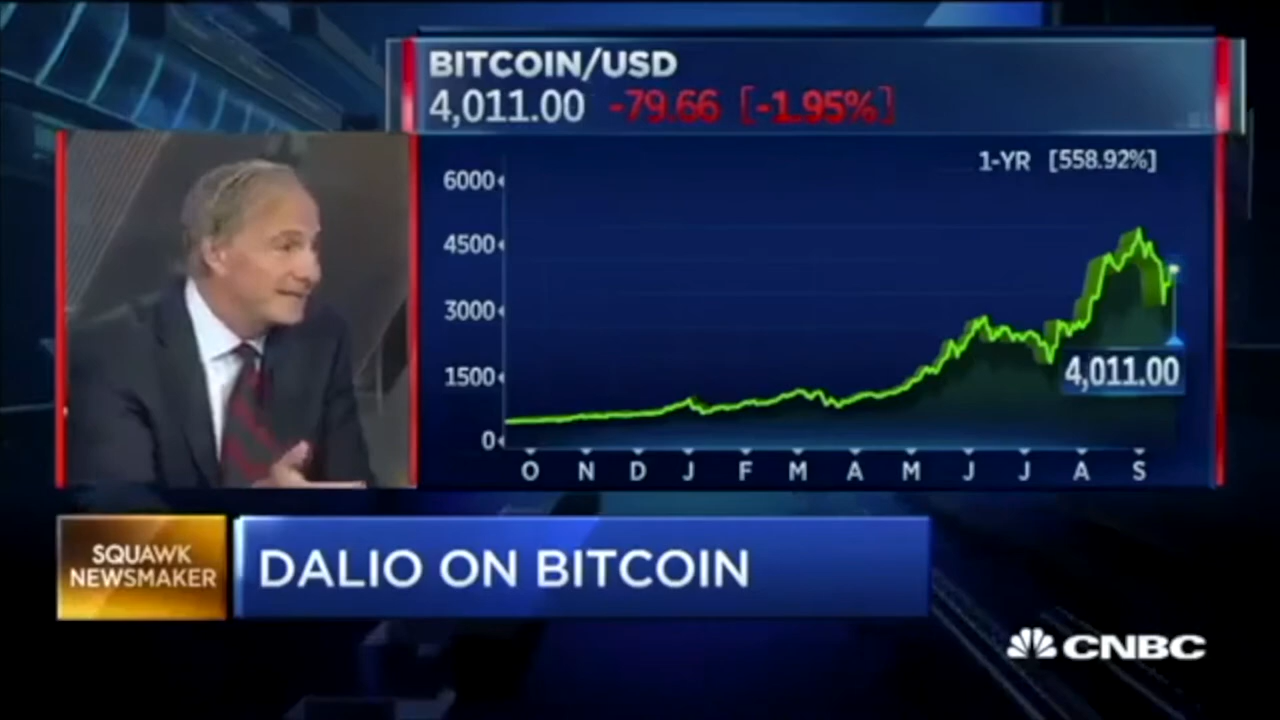 BITCOIN/USD
4,011.00 -79.66 [-1.95%]
1-YR [558.92%]
6000
4500
3000
1500
0
4,011.00
O N D J F M A M J J A S
SQUAWK
NEWSMAKER
DALIO ON BITCOIN
CNBC